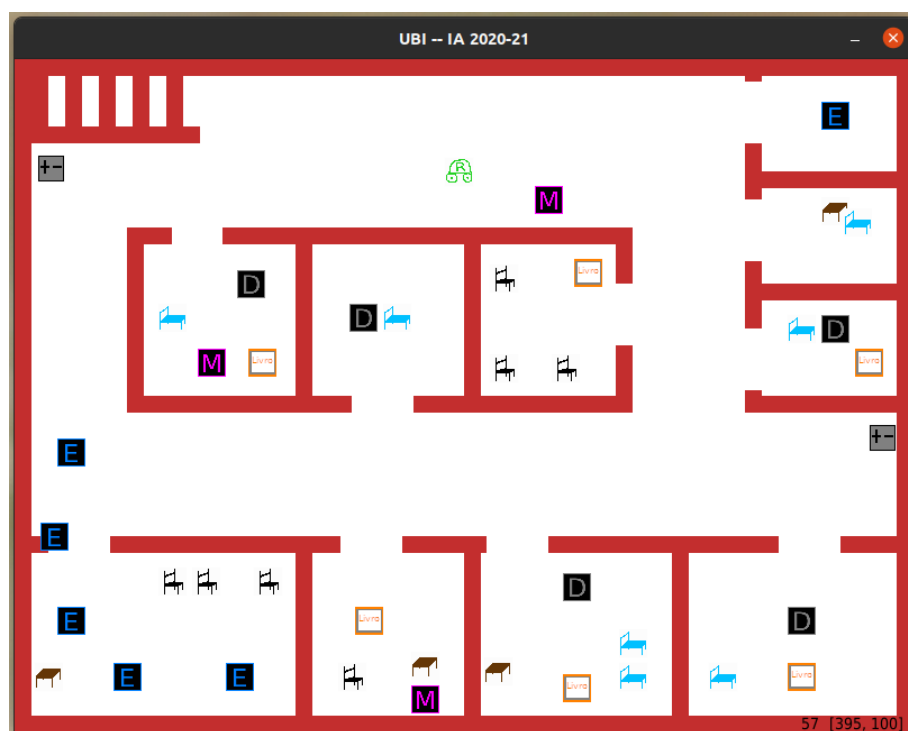 UBI -- IA 2020-21
E
+-
R
M
D
Livro
D
D
M
Livro
Livro
E
+-
E
D
E
Livro
D
E
E
M
Livro
Livro
57 [395, 100]